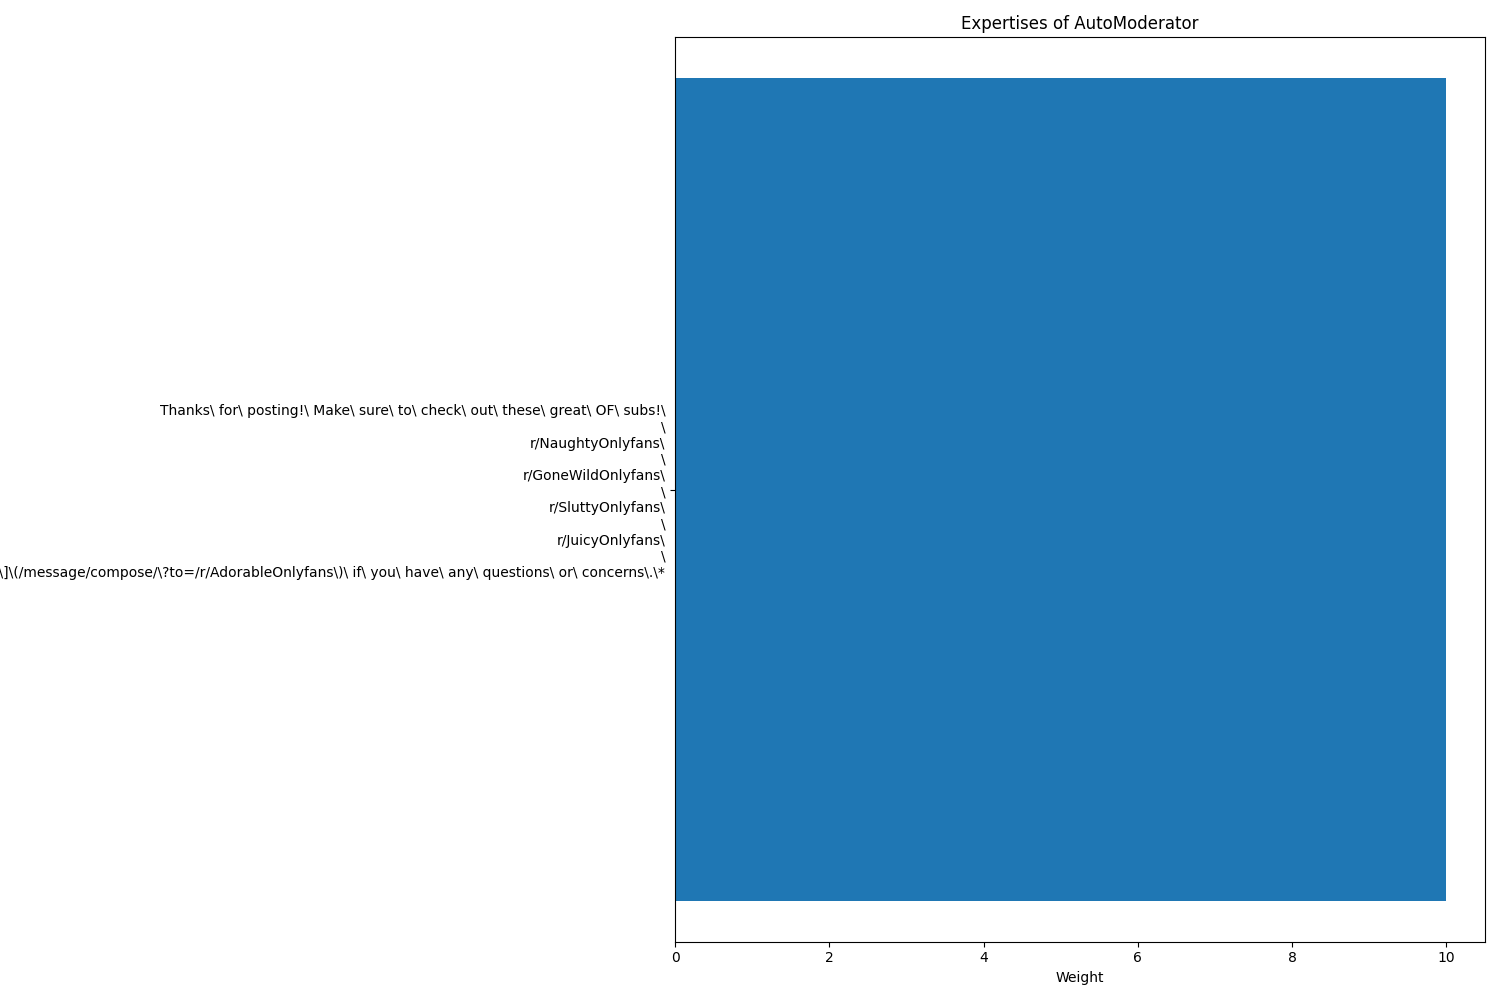 Expertises of AutoModerator
Thanks\ for\ posting!\ Make\ sure\ to\ check\ out\ these\ great\ OF\ subs!\
\
r/NaughtyOnlyfans\
\
r/GoneWildOnlyfans\
\
r/SluttyOnlyfans\
\
r/JuicyOnlyfans\
\
\]\(/message/compose/\?to=/r/AdorableOnlyfans\)\ if\ you\ have\ any\ questions\ or\ concerns\.\*
0 2 4 6 8 10
Weight